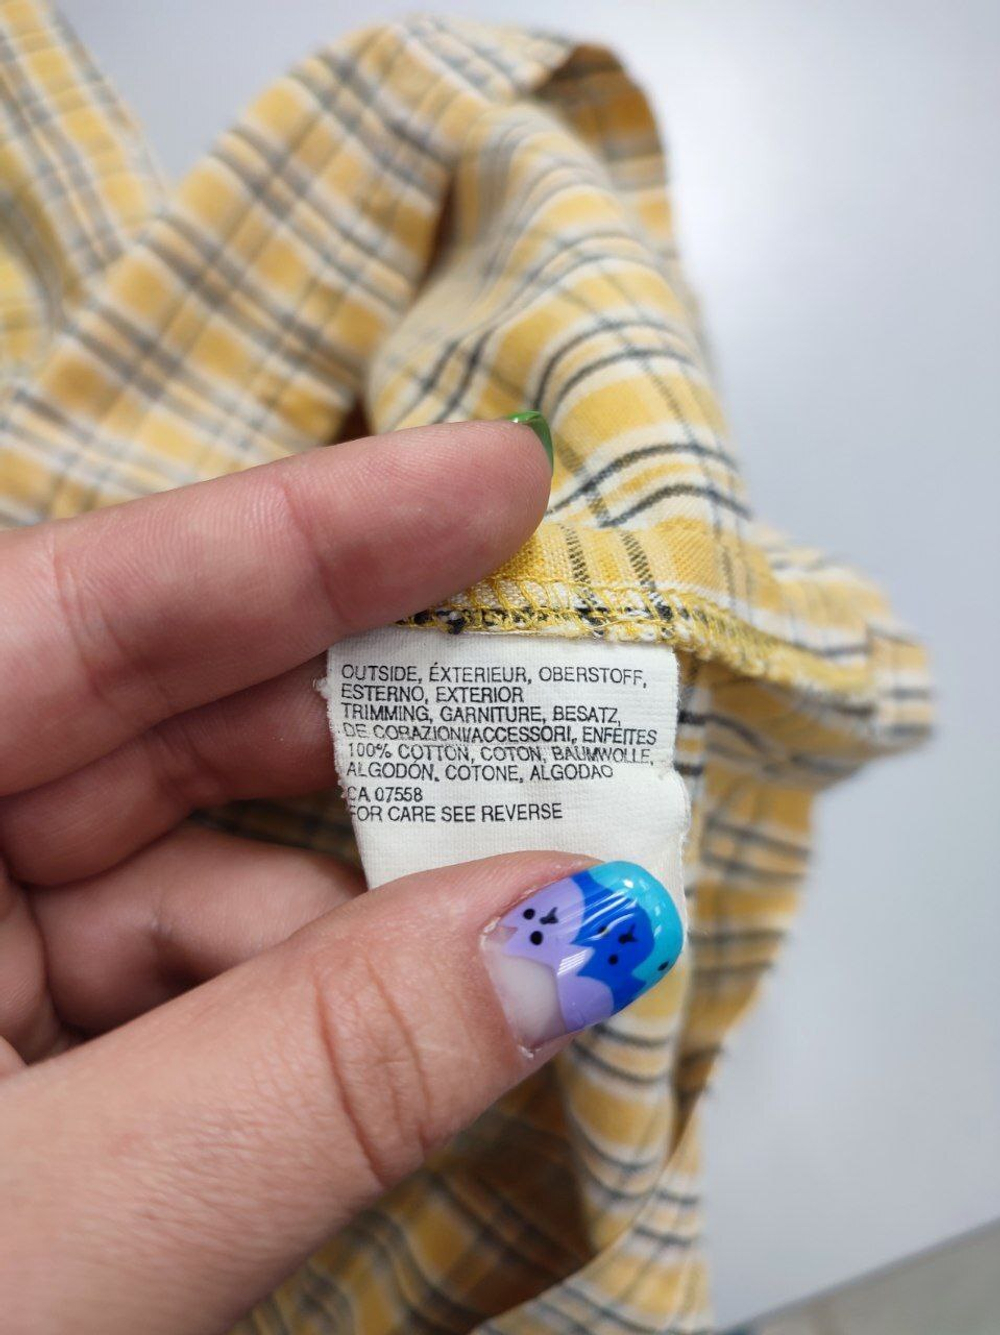 OUTSIDE, ÉXTERIEUR, OBERSTOFF,
ESTERNO, EXTERIOR
TRIMMING, GARNITURE, BESATZ,
DE CORAZIONI/ACCESSORI, ENFEITES
100% COTTON, COTON, BAUMWOLLE,
ALGODÓN, COTONE, ALGODAO
CA 07558
FOR CARE SEE REVERSE